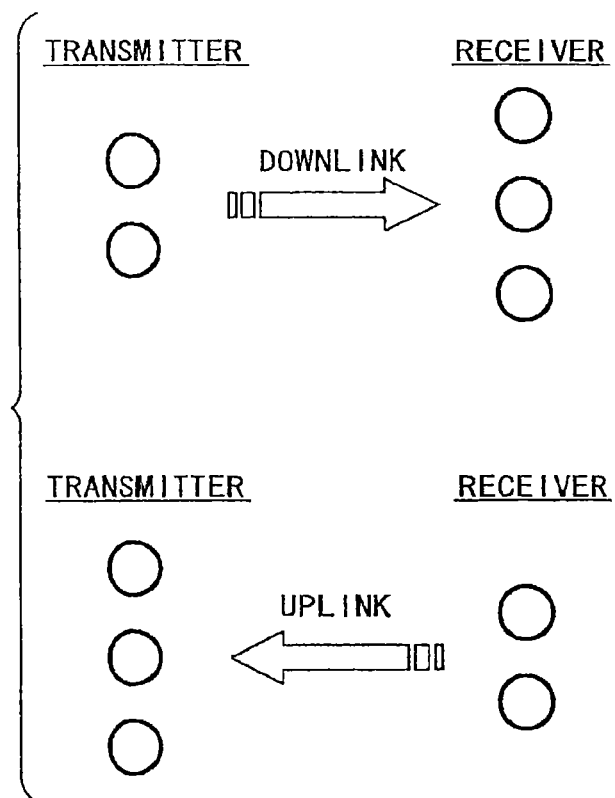 TRANSMITTER
RECEIVER
DOWNLINK
TRANSMITTER
RECEIVER
UPLINK